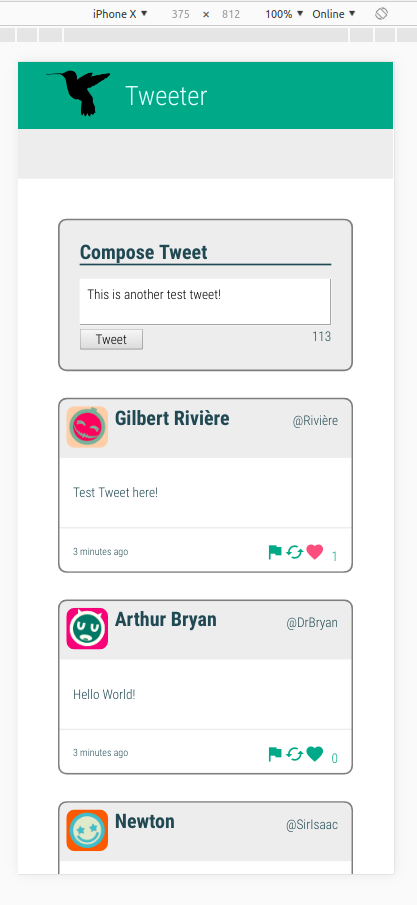 iPhone X ▼ 375 × 812 100% ▼ Online ▼
Tweeter
Compose Tweet
This is another test tweet!
Tweet 113
Gilbert Rivière @Rivière
Test Tweet here!
3 minutes ago 1
Arthur Bryan @DrBryan
Hello World!
3 minutes ago 0
Newton @SirIsaac